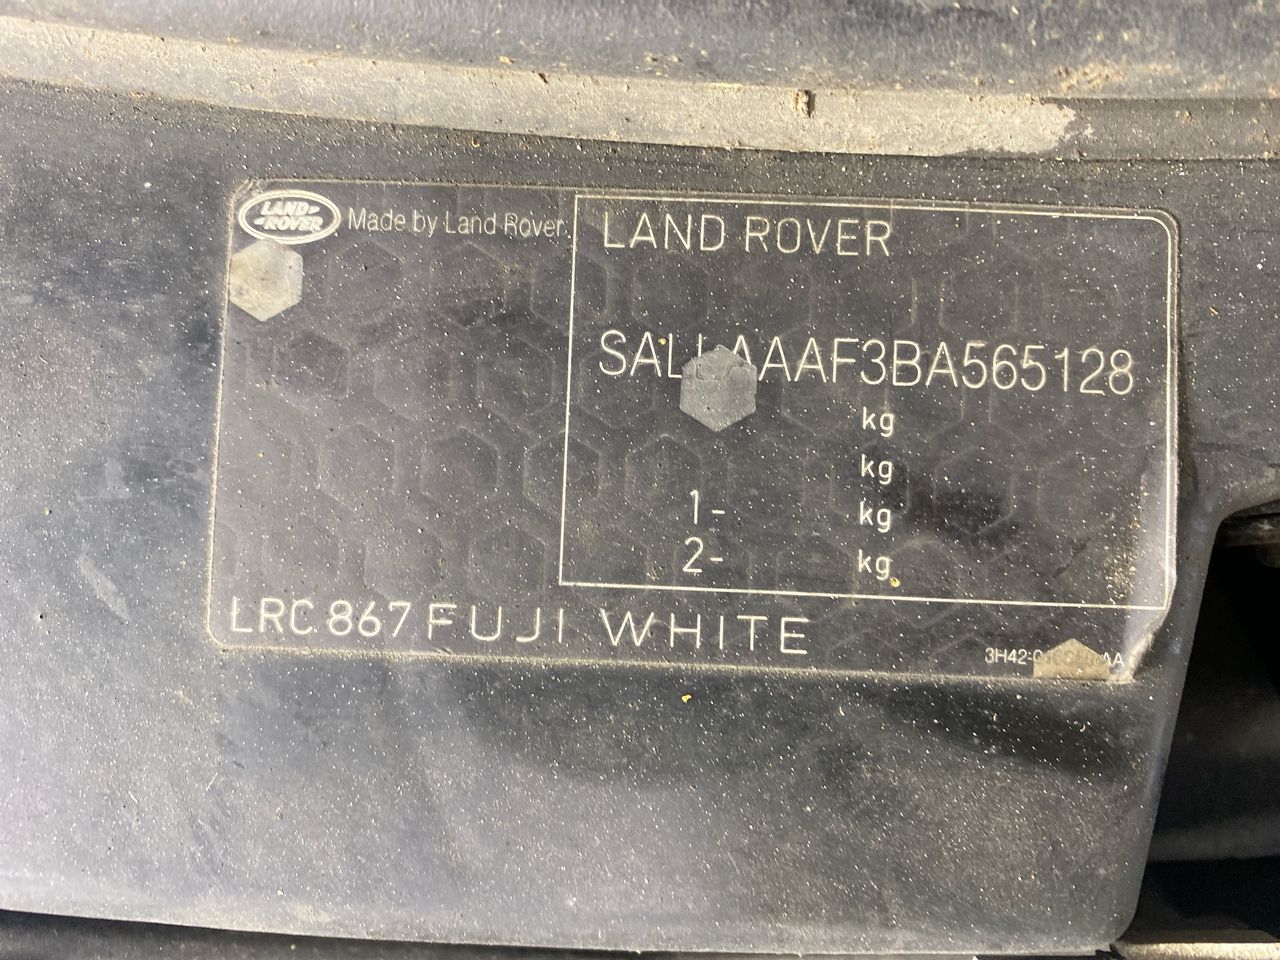 LAND ROVER
Made by Land Rover
LAND ROVER
SALLAAAF3BA565128
kg
kg
1- kg
2- kg
LRC 867 FUJI WHITE